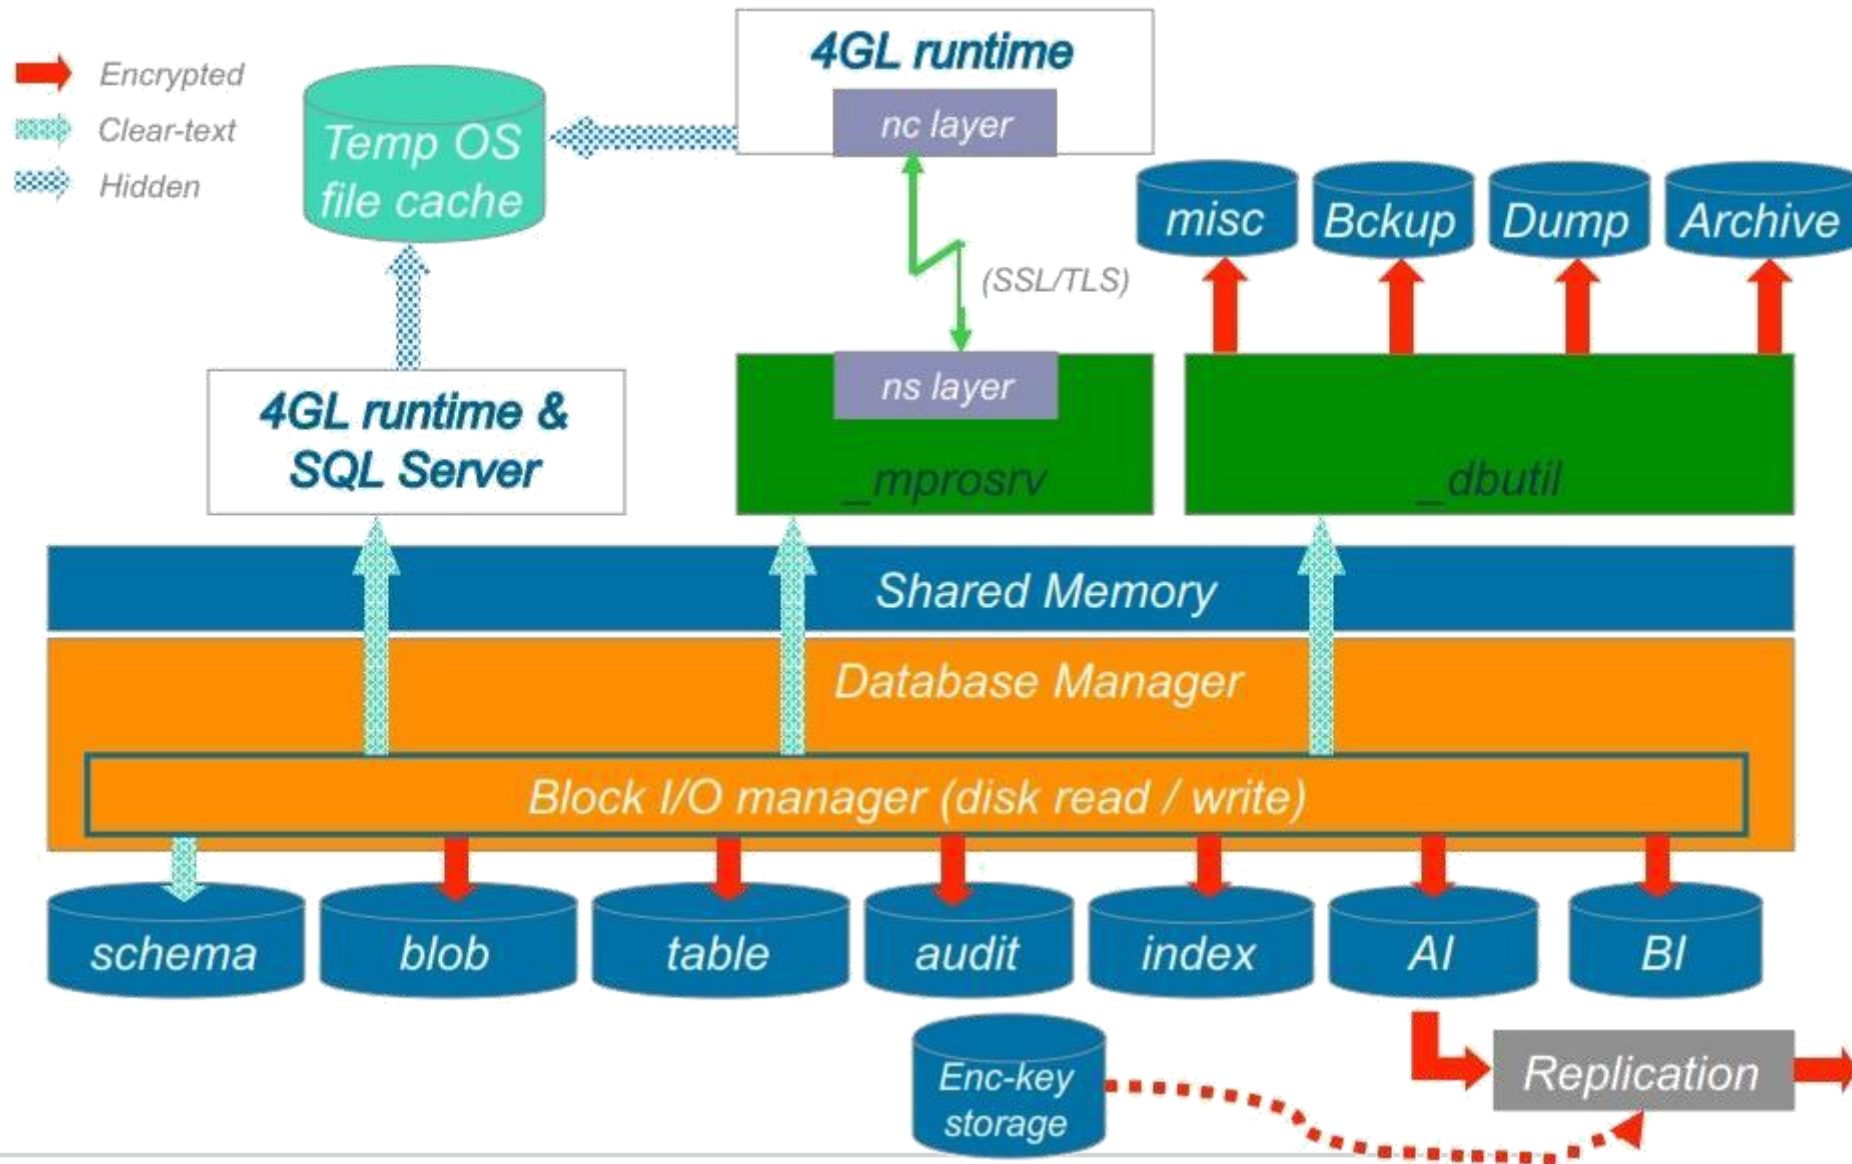 4GL runtime
Encrypted
nc layer
Clear-text
Temp OS
file cache
Hidden
misc
Bckup
Dump
Archive
(SSL/TLS)
ns layer
4GL runtime &
SQL Server
_mprosrv
_dbutil
Shared Memory
Database Manager
Block I/O manager (disk read / write)
schema
blob
table
audit
index
AI
BI
Enc-key
storage
Replication